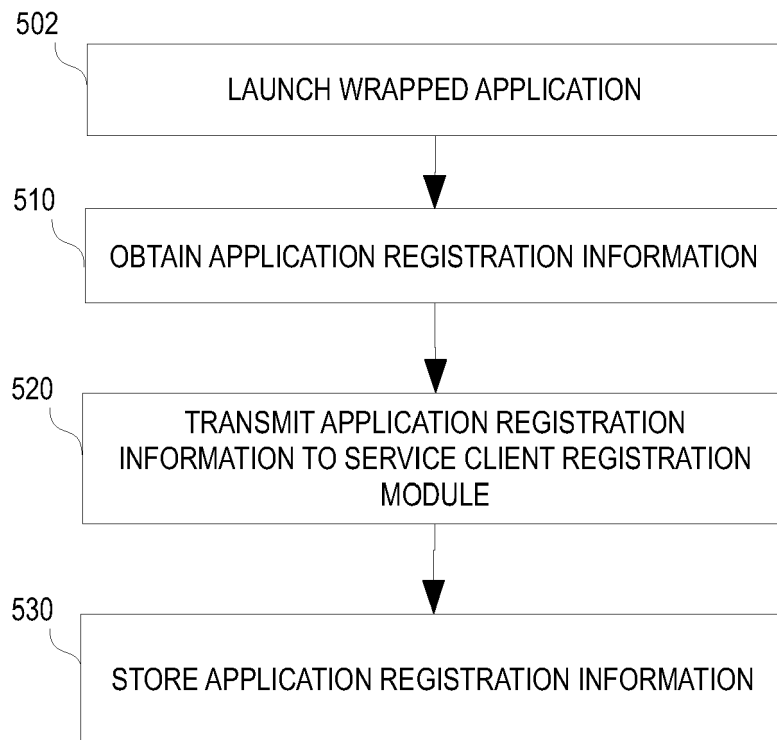 502
LAUNCH WRAPPED APPLICATION
510
OBTAIN APPLICATION REGISTRATION INFORMATION
520
TRANSMIT APPLICATION REGISTRATION
INFORMATION TO SERVICE CLIENT REGISTRATION
MODULE
530
STORE APPLICATION REGISTRATION INFORMATION